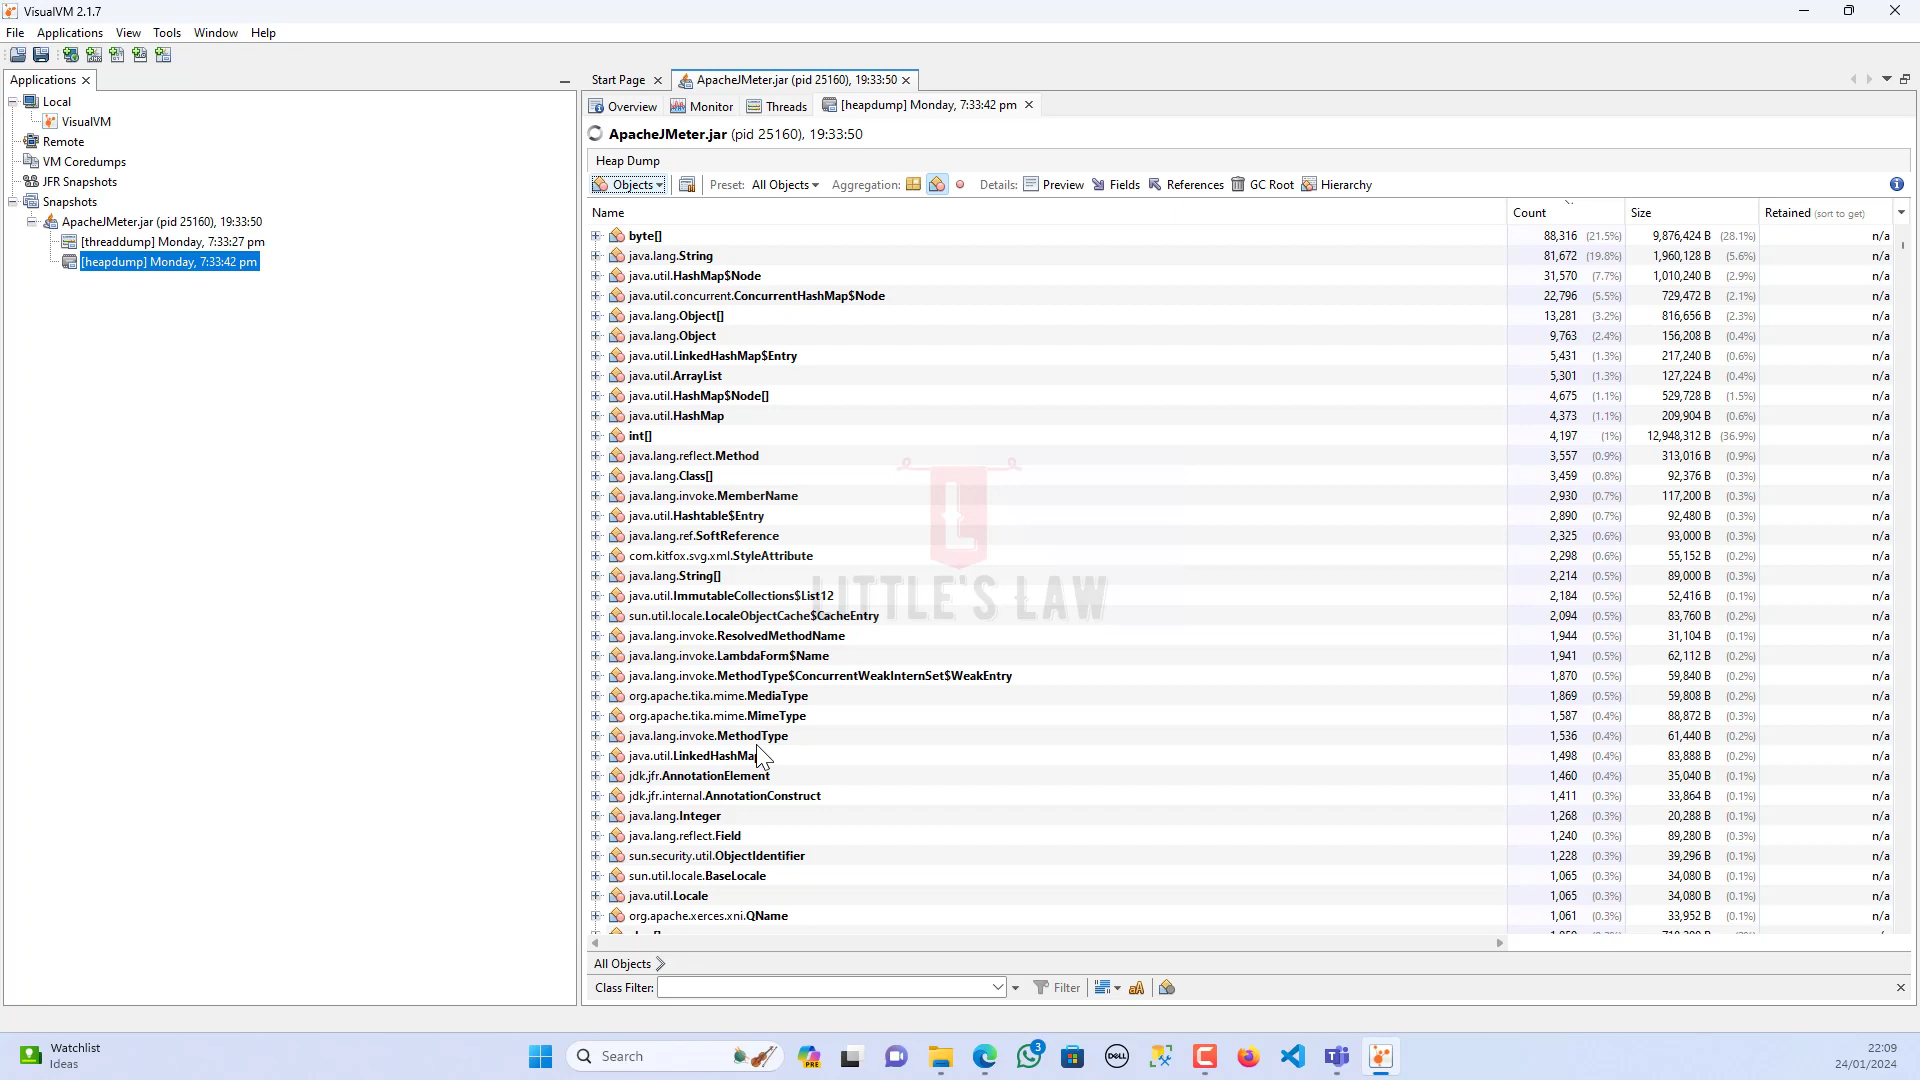 VisualVM 2.1.7
File Applications View Tools Window Help
Applications
Local
VisualVM
Remote
VM Coredumps
JFR Snapshots
Snapshots
ApacheJMeter.jar (pid 25160), 19:33:50
[threaddump] Monday, 7:33:27 pm
[heapdump] Monday, 7:33:42 pm
Start Page ApacheJMeter.jar (pid 25160), 19:33:50
Overview Monitor Threads [heapdump] Monday, 7:33:42 pm
ApacheJMeter.jar (pid 25160), 19:33:50
Heap Dump
Objects Preset: All Objects Aggregation: Details: Preview Fields References GC Root Hierarchy
Name Count Size Retained (sort to get)
byte[] 88,316 (21.5%) 9,876,424 B (28.1%) n/a
java.lang.String 81,672 (19.8%) 1,960,128 B (5.6%) n/a
java.util.HashMap$Node 31,570 (7.7%) 1,010,240 B (2.9%) n/a
java.util.concurrent.ConcurrentHashMap$Node 22,796 (5.5%) 729,472 B (2.1%) n/a
java.lang.Object[] 13,281 (3.2%) 816,656 B (2.3%) n/a
java.lang.Object 9,763 (2.4%) 156,208 B (0.4%) n/a
java.util.LinkedHashMap$Entry 5,431 (1.3%) 217,240 B (0.6%) n/a
java.util.ArrayList 5,301 (1.3%) 127,224 B (0.4%) n/a
java.util.HashMap$Node[] 4,675 (1.1%) 529,728 B (1.5%) n/a
java.util.HashMap 4,373 (1.1%) 209,904 B (0.6%) n/a
int[] 4,197 (1%) 12,948,312 B (36.9%) n/a
java.lang.reflect.Method 3,557 (0.9%) 313,016 B (0.9%) n/a
java.lang.Class[] 3,459 (0.8%) 92,376 B (0.3%) n/a
java.lang.invoke.MemberName 2,930 (0.7%) 117,200 B (0.3%) n/a
java.util.Hashtable$Entry 2,890 (0.7%) 92,480 B (0.3%) n/a
java.lang.ref.SoftReference 2,325 (0.6%) 93,000 B (0.3%) n/a
com.kitfox.svg.xml.StyleAttribute 2,298 (0.6%) 55,152 B (0.2%) n/a
java.lang.String[] 2,214 (0.5%) 89,000 B (0.3%) n/a
java.util.ImmutableCollections$List12 2,184 (0.5%) 52,416 B (0.1%) n/a
sun.util.locale.LocaleObjectCache$CacheEntry 2,094 (0.5%) 83,760 B (0.2%) n/a
java.lang.invoke.ResolvedMethodName 1,944 (0.5%) 31,104 B (0.1%) n/a
java.lang.invoke.LambdaForm$Name 1,941 (0.5%) 62,112 B (0.2%) n/a
java.lang.invoke.MethodType$ConcurrentWeakInternSet$WeakEntry 1,870 (0.5%) 59,840 B (0.2%) n/a
org.apache.tika.mime.MediaType 1,869 (0.5%) 59,808 B (0.2%) n/a
org.apache.tika.mime.MimeType 1,587 (0.4%) 88,872 B (0.3%) n/a
java.lang.invoke.MethodType 1,536 (0.4%) 61,440 B (0.2%) n/a
java.util.LinkedHashMap 1,498 (0.4%) 83,888 B (0.2%) n/a
jdk.jfr.AnnotationElement 1,460 (0.4%) 35,040 B (0.1%) n/a
jdk.jfr.internal.AnnotationConstruct 1,411 (0.3%) 33,864 B (0.1%) n/a
java.lang.Integer 1,268 (0.3%) 20,288 B (0.1%) n/a
java.lang.reflect.Field 1,240 (0.3%) 89,280 B (0.3%) n/a
sun.security.util.ObjectIdentifier 1,228 (0.3%) 39,296 B (0.1%) n/a
sun.util.locale.BaseLocale 1,065 (0.3%) 34,080 B (0.1%) n/a
java.util.Locale 1,065 (0.3%) 34,080 B (0.1%) n/a
org.apache.xerces.xni.QName 1,061 (0.3%) 33,952 B (0.1%) n/a
L
LITTLE'S LAW
All Objects
Class Filter: Filter aA
Watchlist
Ideas
Search
PRE
3
DELL
22:09
24/01/2024